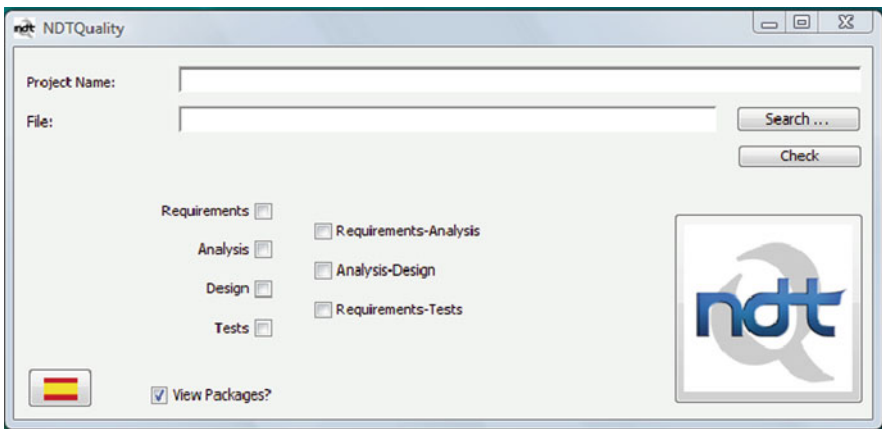 ndt NDTQuality
Project Name:
File:
Search ...
Check
Requirements
Analysis
Design
Tests
Requirements-Analysis
Analysis-Design
Requirements-Tests
ndt
View Packages?